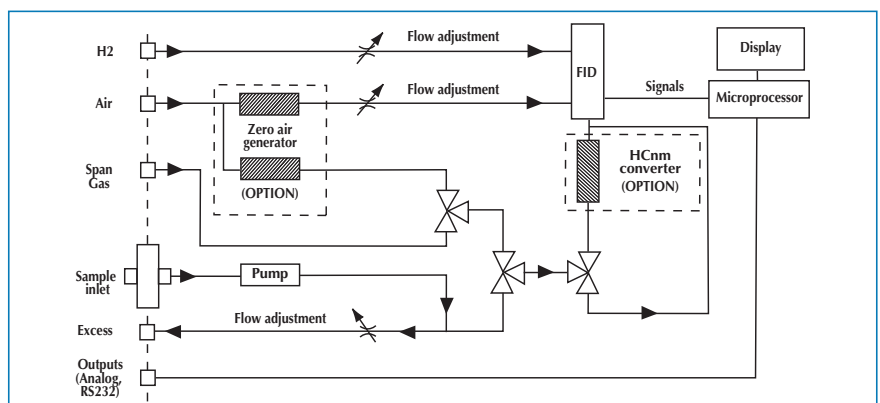 H2
Flow adjustment
FID
Display
Air
Flow adjustment
Signals
Microprocessor
Zero air
generator
(OPTION)
HCnm
converter
(OPTION)
Span
Gas
Sample
inlet
Pump
Excess
Flow adjustment
Outputs
(Analog,
RS232)